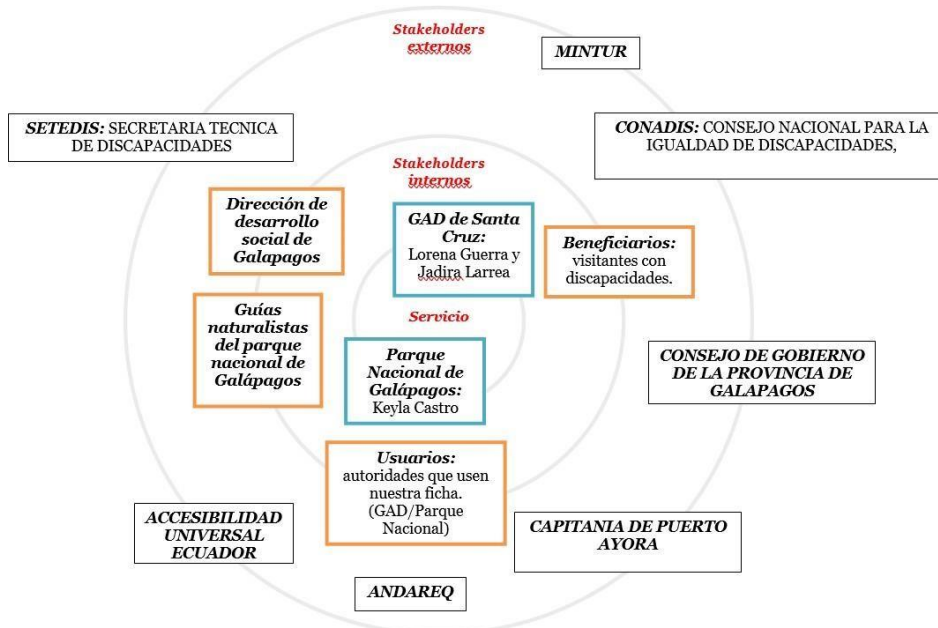 Stakeholders
externos
MINTUR
SETEDIS: SECRETARIA TECNICA
DE DISCAPACIDADES
CONADIS: CONSEJO NACIONAL PARA LA
IGUALDAD DE DISCAPACIDADES,
Stakeholders
internos
Dirección de
desarrollo
social de
Galapagos
GAD de Santa
Cruz:
Lorena Guerra y
Jadira Larrea
Beneficiarios:
visitantes con
discapacidades.
Guías
naturalistas
del parque
nacional de
Galápagos
Servicio
Parque
Nacional de
Galápagos:
Keyla Castro
CONSEJO DE GOBIERNO
DE LA PROVINCIA DE
GALAPAGOS
Usuarios:
autoridades que usen
nuestra ficha.
(GAD/Parque
Nacional)
ACCESIBILIDAD
UNIVERSAL
ECUADOR
CAPITANIA DE PUERTO
AYORA
ANDAREQ